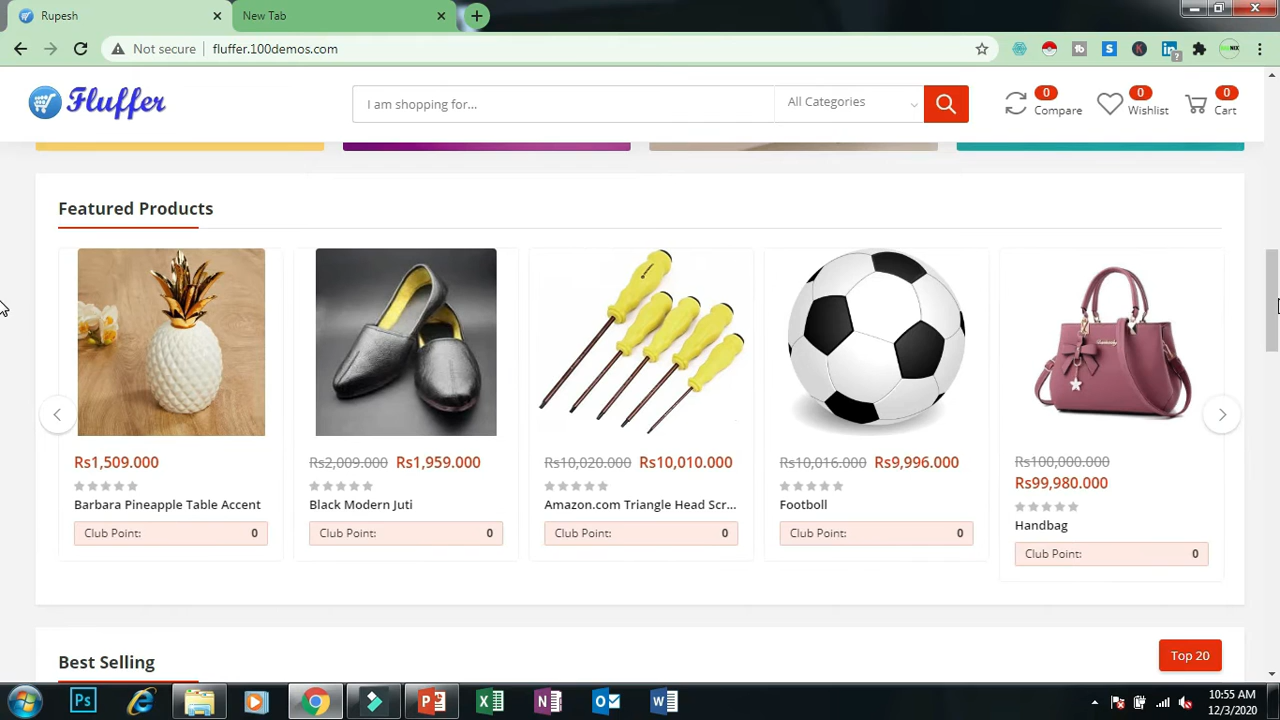 Rupesh
New Tab
Not secure
fluffer.100demos.com
Fluffer
I am shopping for...
All Categories
0
Compare
0
Wishlist
0
Cart
Featured Products
Rs1,509.000
Barbara Pineapple Table Accent
Club Point: 0
Rs2,009.000 Rs1,959.000
Black Modern Juti
Club Point: 0
Rs10,020.000 Rs10,010.000
Amazon.com Triangle Head Scr...
Club Point: 0
Rs10,016.000 Rs9,996.000
Footboll
Club Point: 0
Rs100,000.000
Rs99,980.000
Handbag
Club Point: 0
Best Selling
Top 20
10:55 AM
12/3/2020